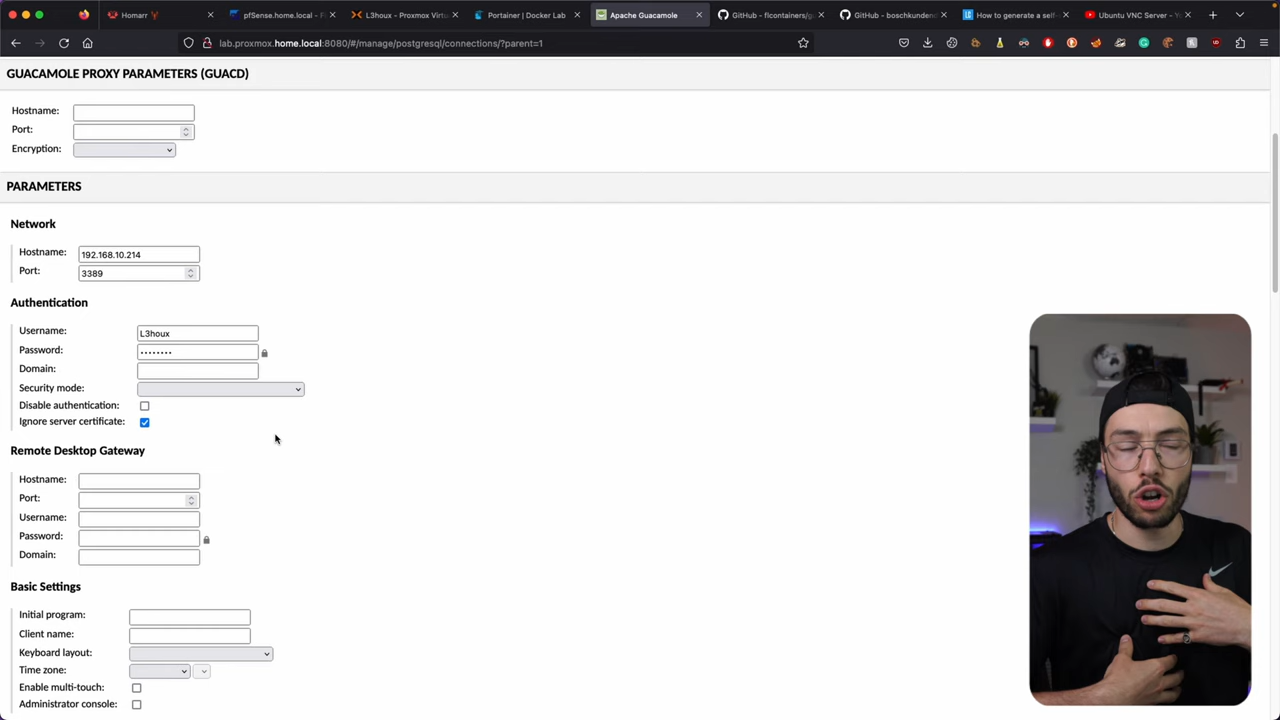 Homarr
pfSense.home.local - F
L3houx - Proxmox Virtu
Portainer | Docker Lab
Apache Guacamole
GitHub - flcontainers/g
GitHub - boschkunden
How to generate a self-
Ubuntu VNC Server - Y
lab.proxmox.home.local:8080/#/manage/postgresql/connections/?parent=1
GUACAMOLE PROXY PARAMETERS (GUACD)
Hostname:
Port:
Encryption:
PARAMETERS
Network
Hostname: 192.168.10.214
Port: 3389
Authentication
Username: L3houx
Password: ••••••••
Domain:
Security mode:
Disable authentication:
Ignore server certificate:
Remote Desktop Gateway
Hostname:
Port:
Username:
Password:
Domain:
Basic Settings
Initial program:
Client name:
Keyboard layout:
Time zone:
Enable multi-touch:
Administrator console: